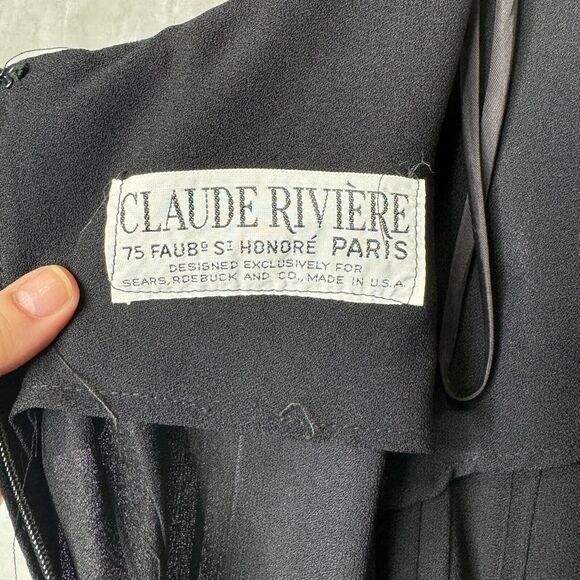 CLAUDE RIVIÈRE
75 FAUBG ST HONORÉ PARIS
DESIGNED EXCLUSIVELY FOR
SEARS, ROEBUCK AND CO., MADE IN U.S.A.